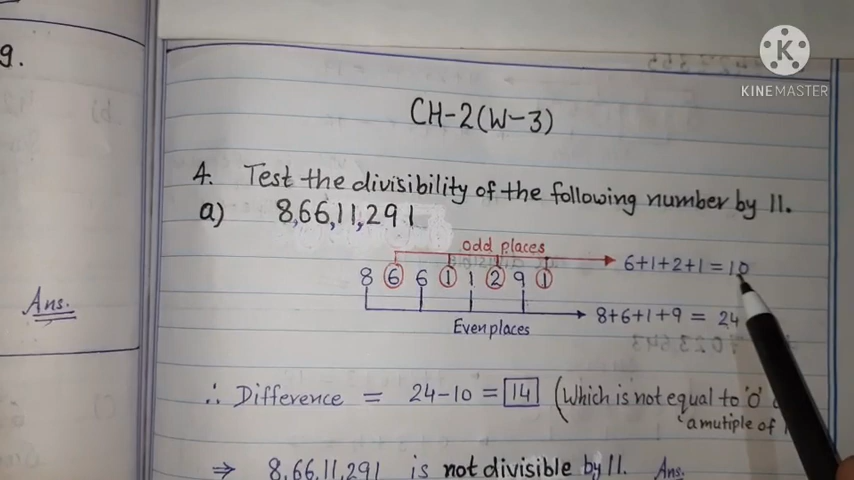 9.
KINEMASTER
CH-2(W-3)
4. Test the divisibility of the following number by 11.
a) 8,66,11,291
odd places
6+1+2+1=10
8 6 6 1 1 2 9 1
Even places
8+6+1+9 = 24
∴ Difference = 24-10 = 14 (Which is not equal to '0'
a mutiple of
Ans.
⇒ 8,66,11,291 is not divisible by 11. Ans.